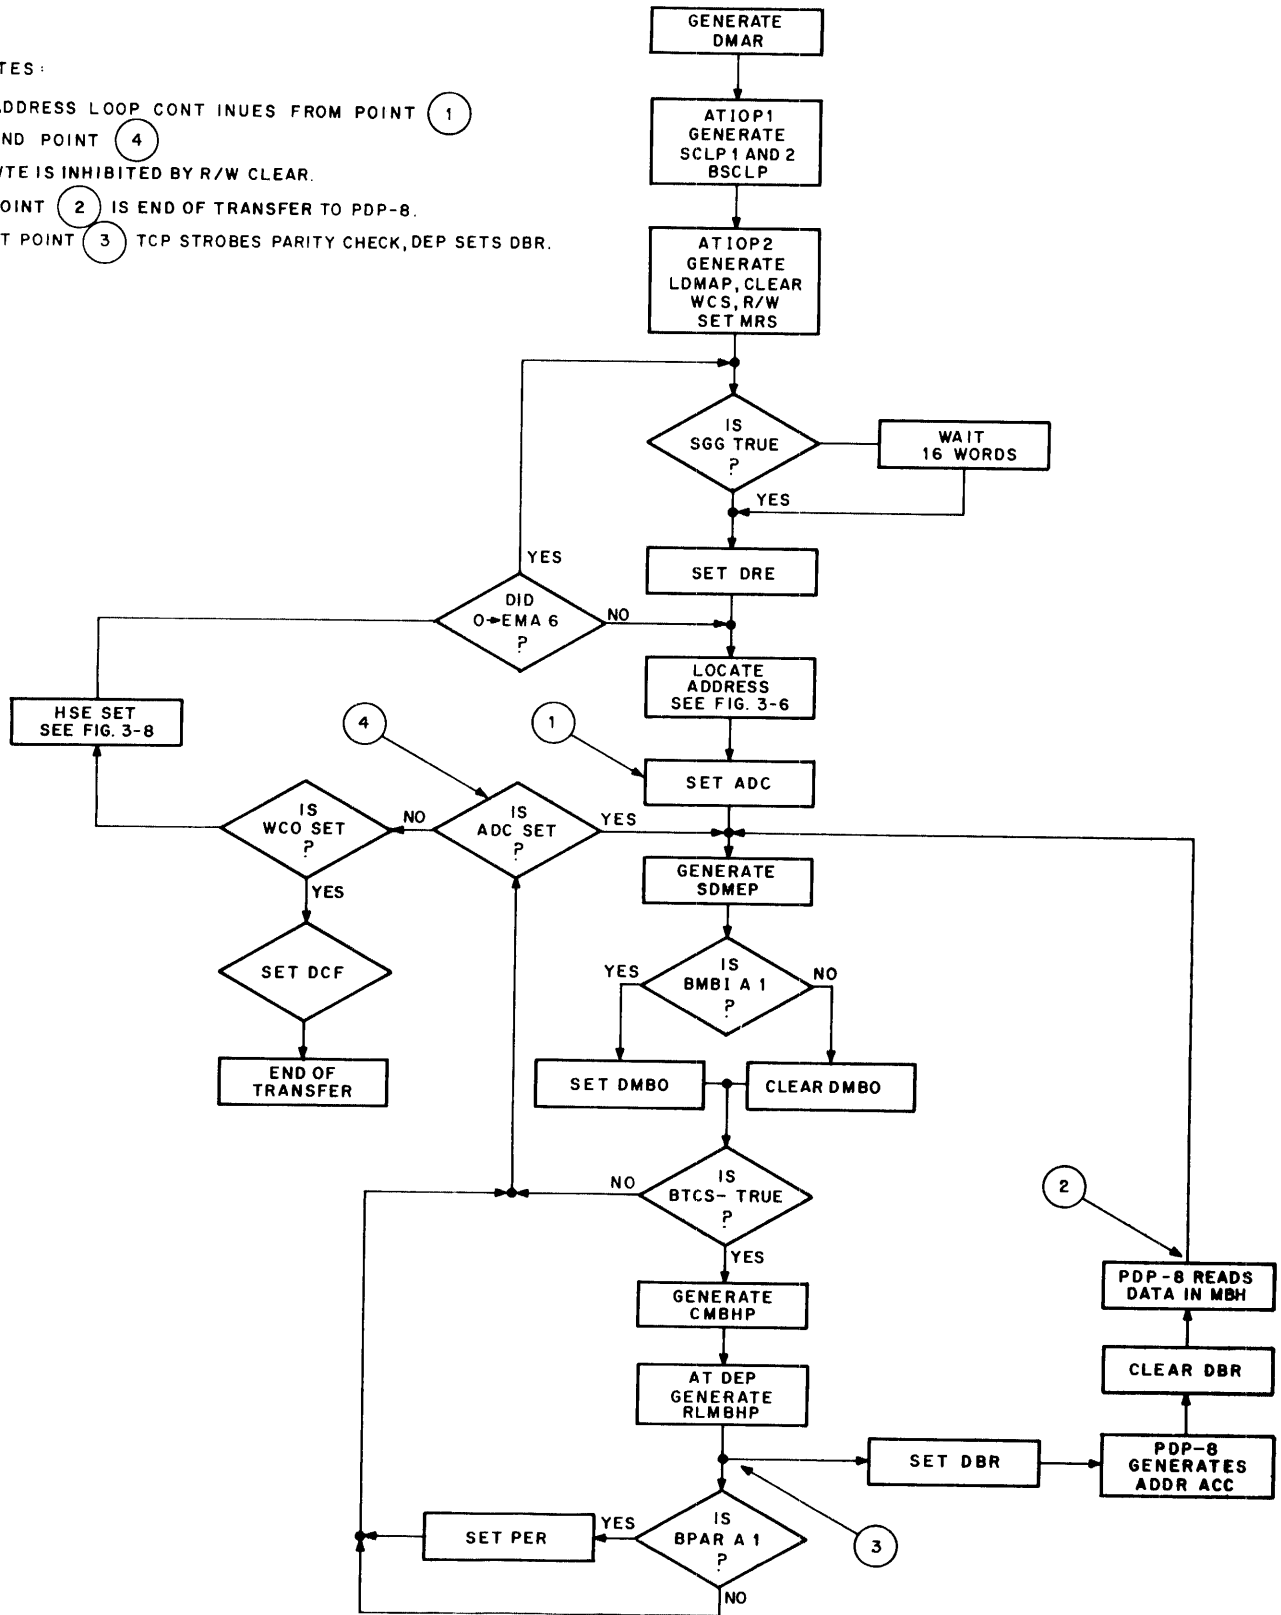 GENERATE
DMAR
TES:
ADDRESS LOOP CONT INUES FROM POINT 1
ND POINT 4
TE IS INHIBITED BY R/W CLEAR.
OINT 2 IS END OF TRANSFER TO PDP-8.
T POINT 3 TCP STROBES PARITY CHECK, DEP SETS DBR.
ATIOP1
GENERATE
SCLP 1 AND 2
BSCLP
ATIOP2
GENERATE
LDMAP, CLEAR
WCS, R/W
SET MRS
IS
SGG TRUE
?
WAIT
16 WORDS
YES
SET DRE
YES
DID
0→EMA 6
?
NO
LOCATE
ADDRESS
SEE FIG. 3-6
HSE SET
SEE FIG. 3-8
4
1
SET ADC
IS
WCO SET
?
NO
IS
ADC SET
?
YES
YES
GENERATE
SDMEP
SET DCF
YES
IS
BMBI A 1
?
NO
END OF
TRANSFER
SET DMBO
CLEAR DMBO
NO
IS
BTCS- TRUE
?
YES
2
GENERATE
CMBHP
PDP-8 READS
DATA IN MBH
AT DEP
GENERATE
RLMBHP
CLEAR DBR
SET DBR
PDP-8
GENERATES
ADDR ACC
SET PER
YES
IS
BPAR A 1
?
NO
3